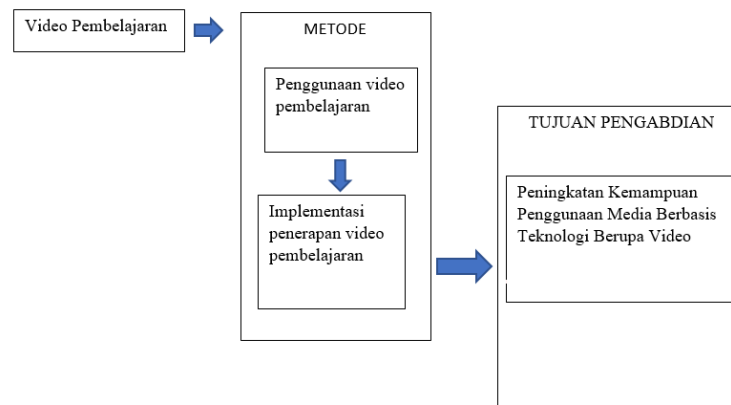 Video Pembelajaran
METODE
Penggunaan video
pembelajaran
Implementasi
penerapan video
pembelajaran
TUJUAN PENGABDIAN
Peningkatan Kemampuan
Penggunaan Media Berbasis
Teknologi Berupa Video